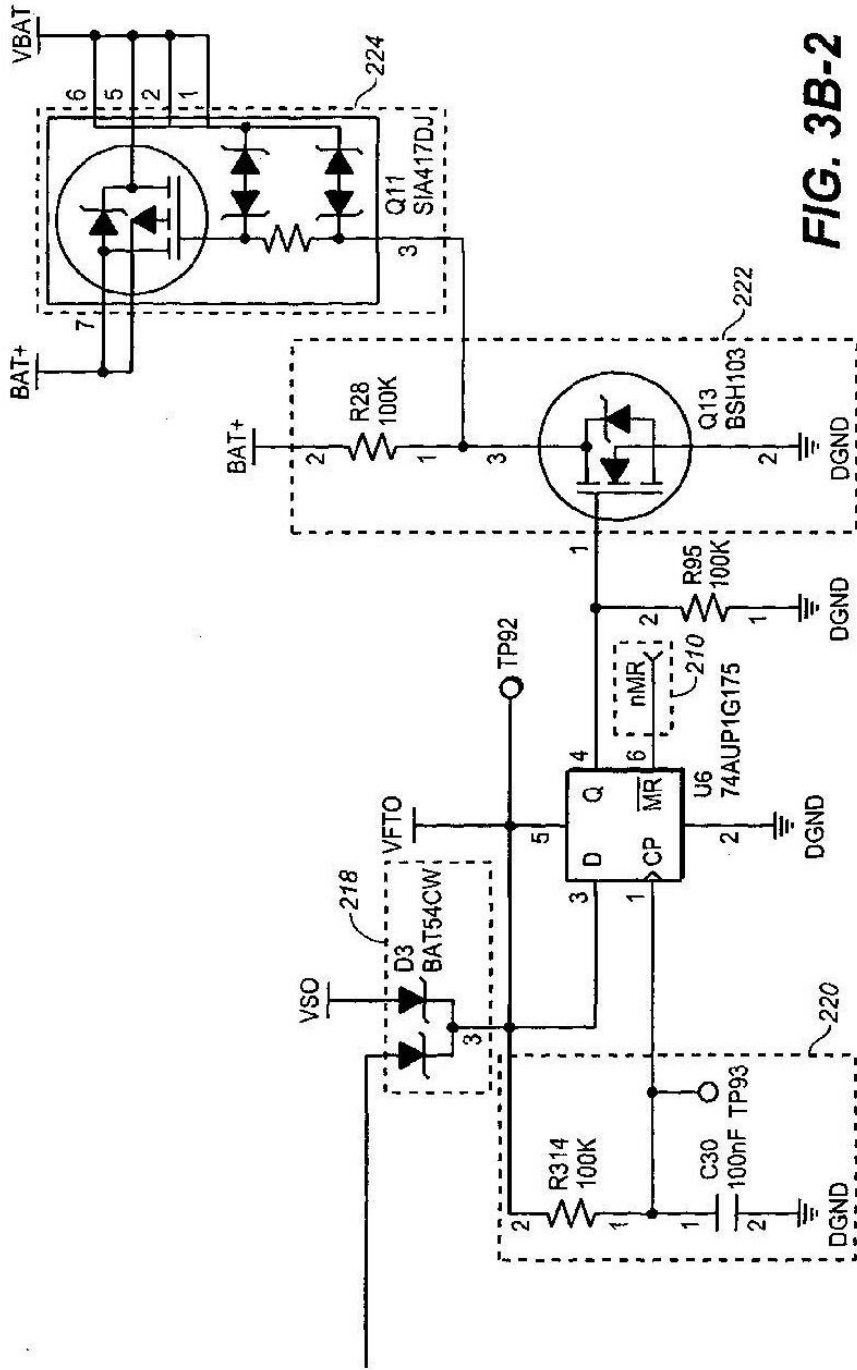 BAT+
VBAT
7
6
5
2
1
3
Q11
SIA417DJ
224
BAT+
2
R28
100K
1
3
222
1
Q13
BSH103
2
DGND
VSO
218
D3
BAT54CW
3
VFTO
TP92
5
3
D
Q
4
1
CP
MR
6
nMR
210
U6
74AUP1G175
2
DGND
2
R95
100K
1
DGND
2
R314
100K
1
1
C30
100nF
2
TP93
DGND
220
FIG. 3B-2